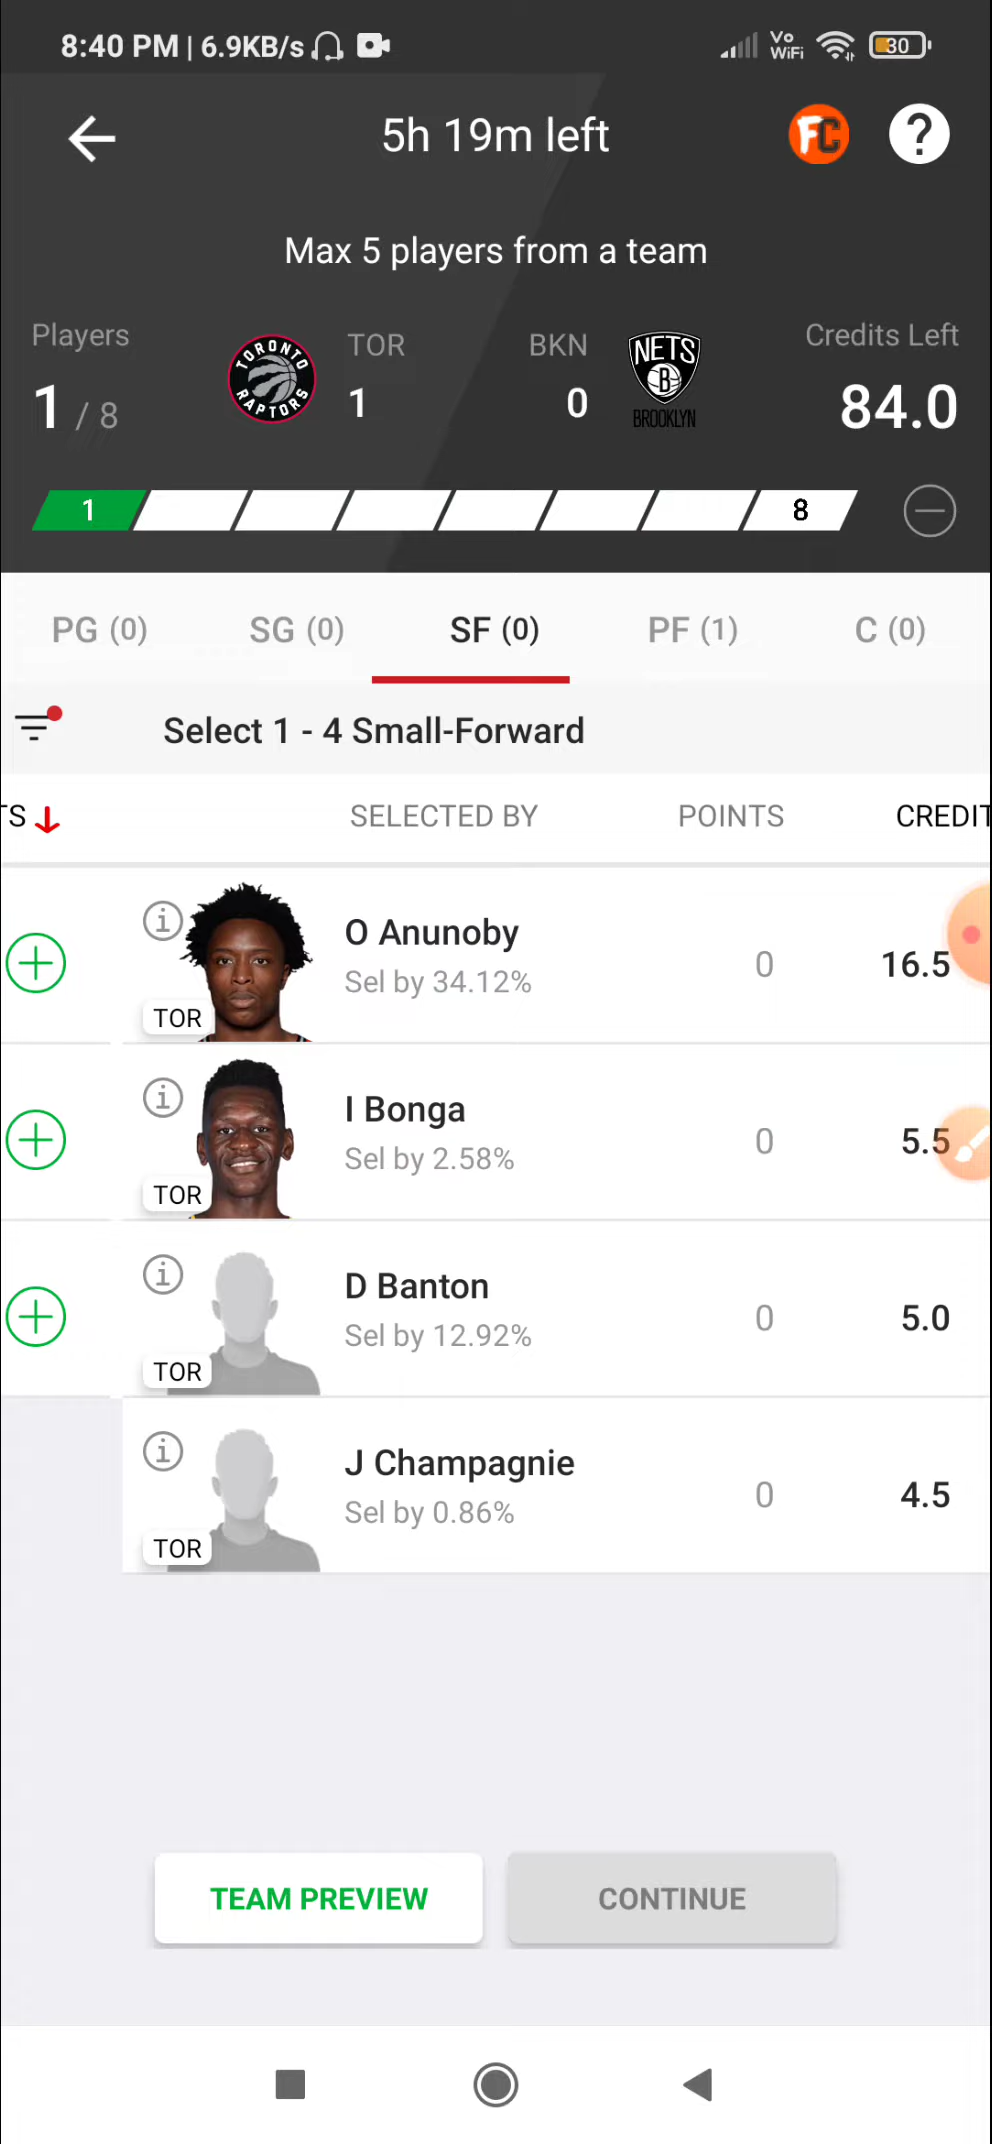 8:40 PM | 6.9KB/s Vo WiFi 30
5h 19m left FC ?
Max 5 players from a team
Players TOR BKN Credits Left
TORONTO RAPTORS NETS B BROOKLYN
1 / 8 1 0 84.0
1 8
PG (0) SG (0) SF (0) PF (1) C (0)
Select 1 - 4 Small-Forward
TS SELECTED BY POINTS CREDIT
O Anunoby
Sel by 34.12% 0 16.5
TOR
I Bonga
Sel by 2.58% 0 5.5
TOR
D Banton
Sel by 12.92% 0 5.0
TOR
J Champagnie
Sel by 0.86% 0 4.5
TOR
TEAM PREVIEW CONTINUE